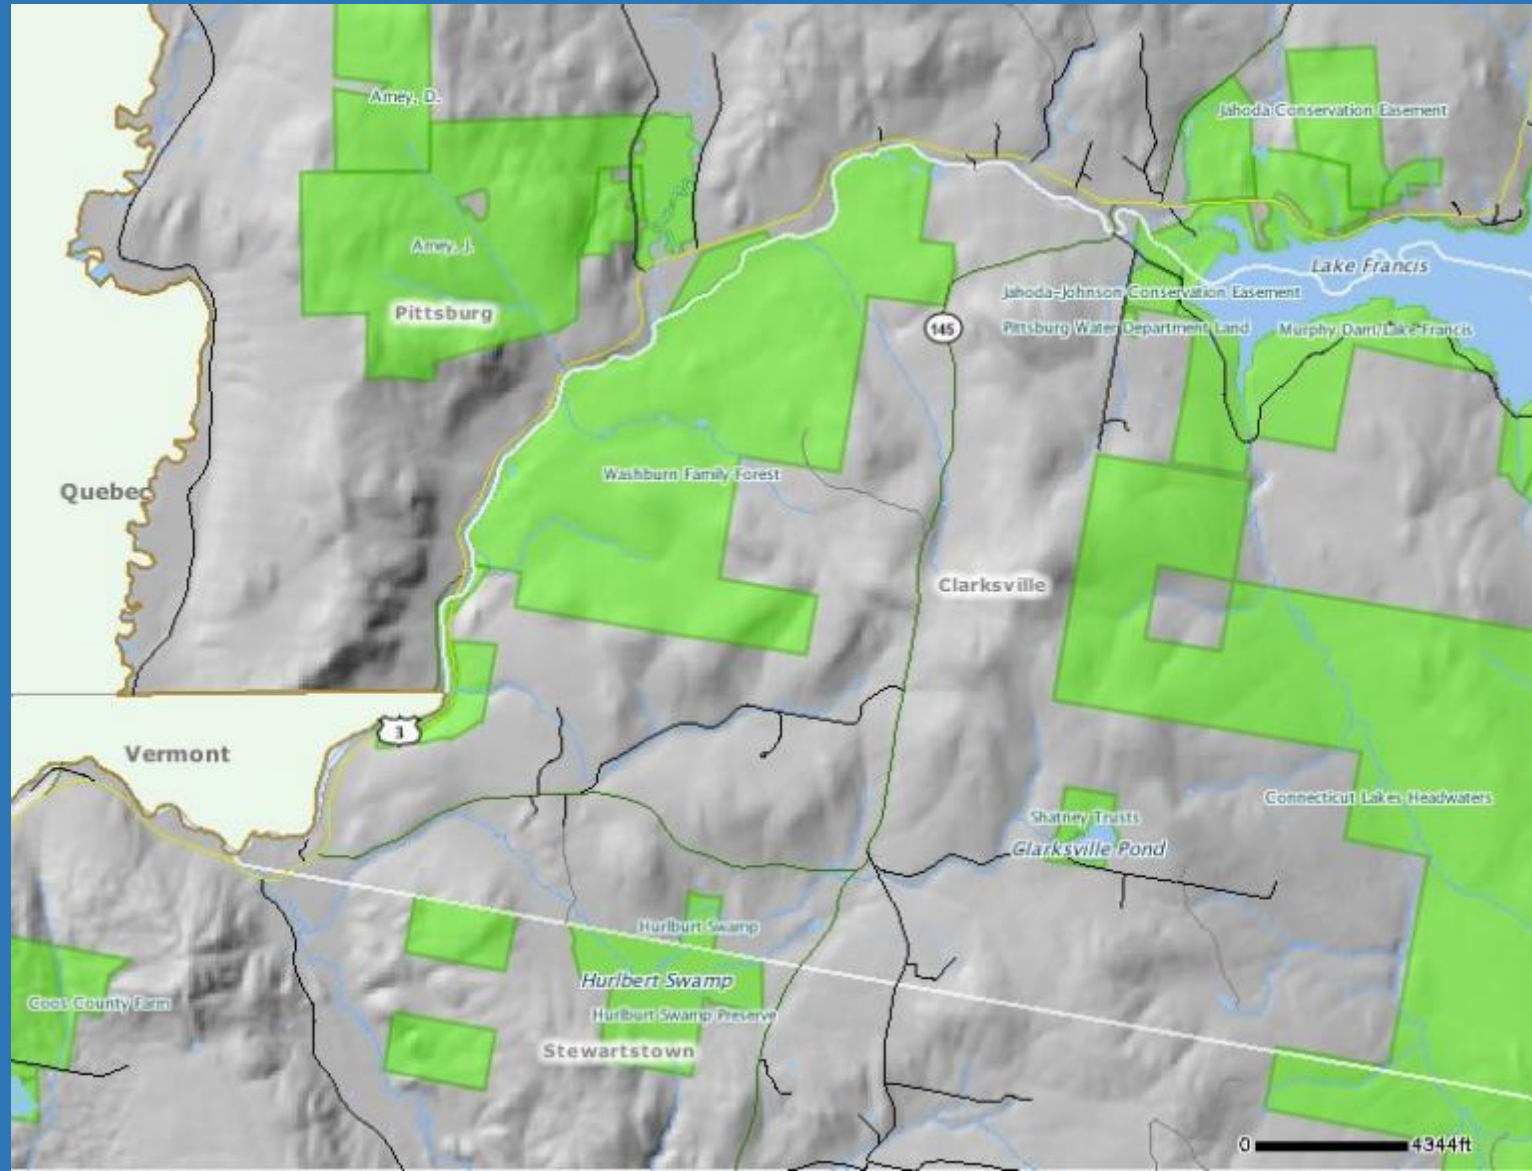 Amey, D.
Jahoda Conservation Easement
Amey, J.
Lake Francis
Jahoda-Johnson Conservation Easement
Pittsburg
145
Pittsburg Water Department Land
Murphy Dam/Lake Francis
Washburn Family Forest
Quebec
Clarksville
3
Vermont
Connecticut Lakes Headwaters
Shatney Trusts
Clarksville Pond
Hurlburt Swamp
Hurlbert Swamp
Coos County Farm
Hurlburt Swamp Preserve
Stewartstown
0 4344ft